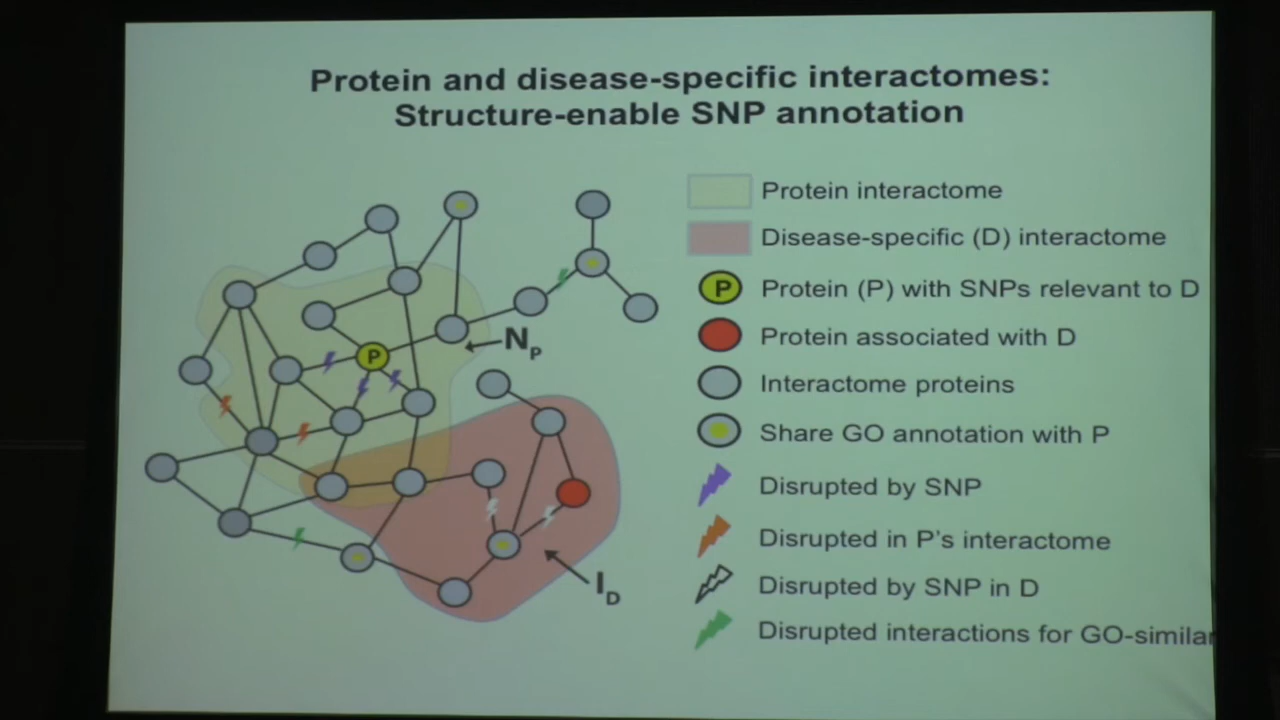 Protein and disease-specific interactomes:
Structure-enable SNP annotation
Protein interactome
Disease-specific (D) interactome
P Protein (P) with SNPs relevant to D
Protein associated with D
Interactome proteins
Share GO annotation with P
Disrupted by SNP
Disrupted in P's interactome
Disrupted by SNP in D
Disrupted interactions for GO-similar
P
NP
ID